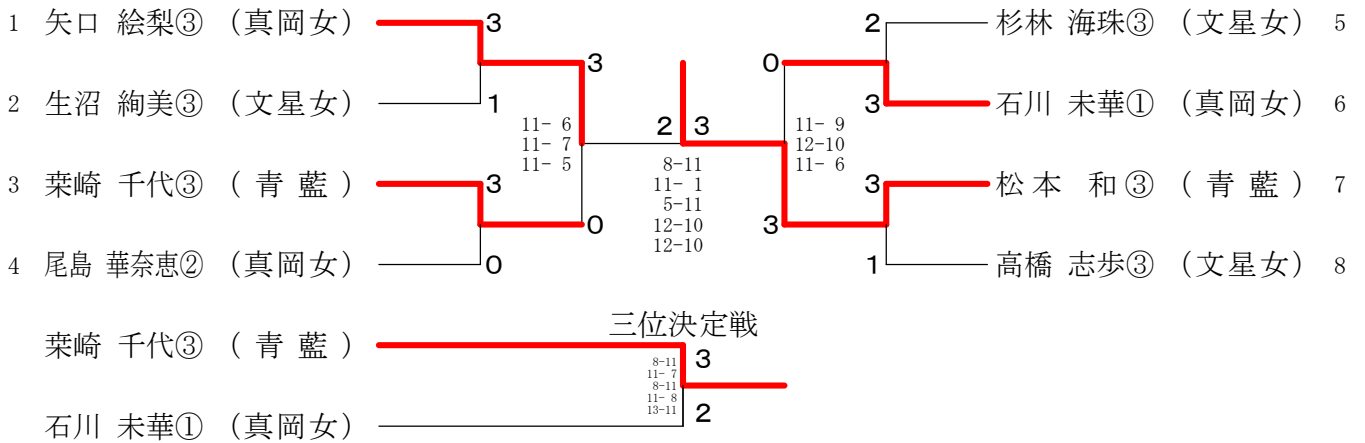 1 矢口 絵梨③ (真岡女) 3
2 生沼 絢美③ (文星女) 1
3
11- 6
11- 7
11- 5
3 桒崎 千代③ (青藍) 3
0
4 尾島 華奈恵② (真岡女) 0
2 3
8-11
11- 1
5-11
12-10
12-10
2 杉林 海珠③ (文星女) 5
0
3 石川 未華① (真岡女) 6
11- 9
12-10
11- 6
3 松本 和③ (青藍) 7
3
1 高橋 志歩③ (文星女) 8
三位決定戦
桒崎 千代③ (青藍) 3
8-11
11- 7
8-11
11- 8
13-11
石川 未華① (真岡女) 2